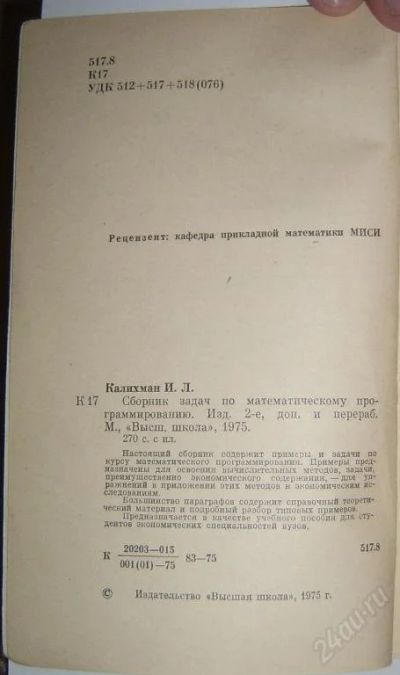 517.8
К17
УДК 512+517+518(076)
Рецензент: кафедра прикладной математики МИСИ
Калихман И. Л.
К 17 Сборник задач по математическому про-
граммированию. Изд. 2-е, доп. и перераб.
М., «Высш. школа», 1975.
270 с. с ил.
Настоящий сборник содержит примеры и задачи по
курсу математического программирования. Примеры пред-
назначены для освоения вычислительных методов, задачи,
преимущественно экономического содержания, — для уп-
ражнений в приложении этих методов к экономическим ис-
следованиям.
Большинство параграфов содержит справочный теорети-
ческий материал и подробный разбор типовых примеров.
Предназначается в качестве учебного пособия для сту-
дентов экономических специальностей вузов.
К 20203—015 83—75 517.8
001(01)—75
© Издательство «Высшая школа», 1975 г.
24au.ru